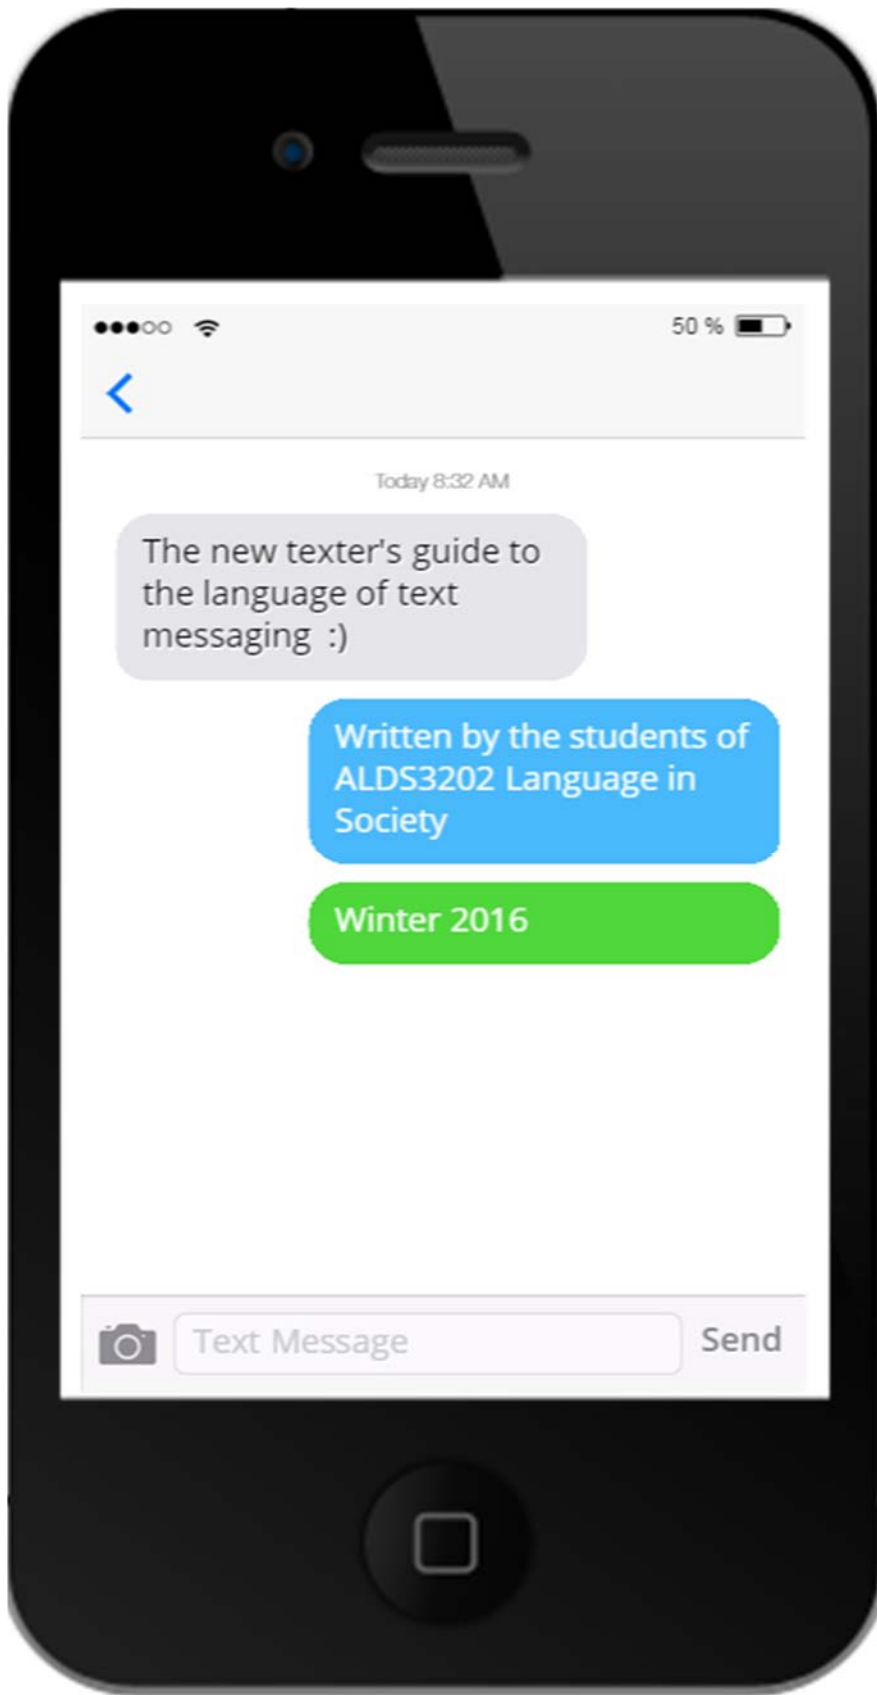 50 %
Today 8:32 AM
The new texter's guide to
the language of text
messaging  :)
Written by the students of
ALDS3202 Language in
Society
Winter 2016
Text Message
Send